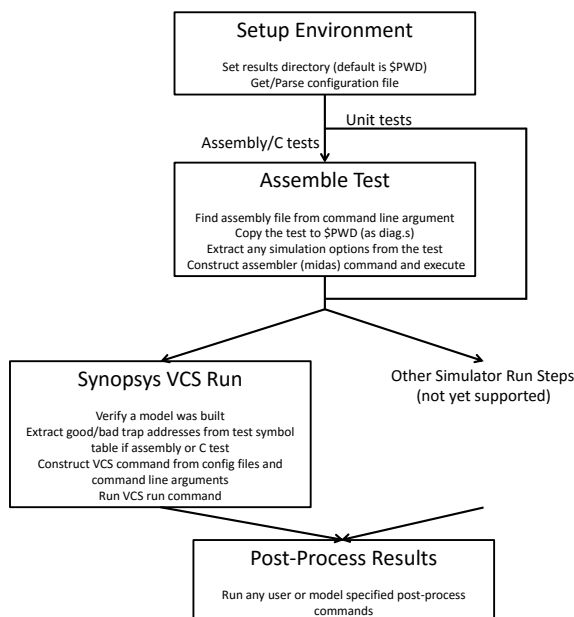 Setup Environment
Set results directory (default is $PWD)
Get/Parse configuration file
Unit tests
Assembly/C tests
Assemble Test
Find assembly file from command line argument
Copy the test to $PWD (as diag.s)
Extract any simulation options from the test
Construct assembler (midas) command and execute
Synopsys VCS Run
Verify a model was built
Extract good/bad trap addresses from test symbol
table if assembly or C test
Construct VCS command from config files and
command line arguments
Run VCS run command
Other Simulator Run Steps
(not yet supported)
Post-Process Results
Run any user or model specified post-process
commands